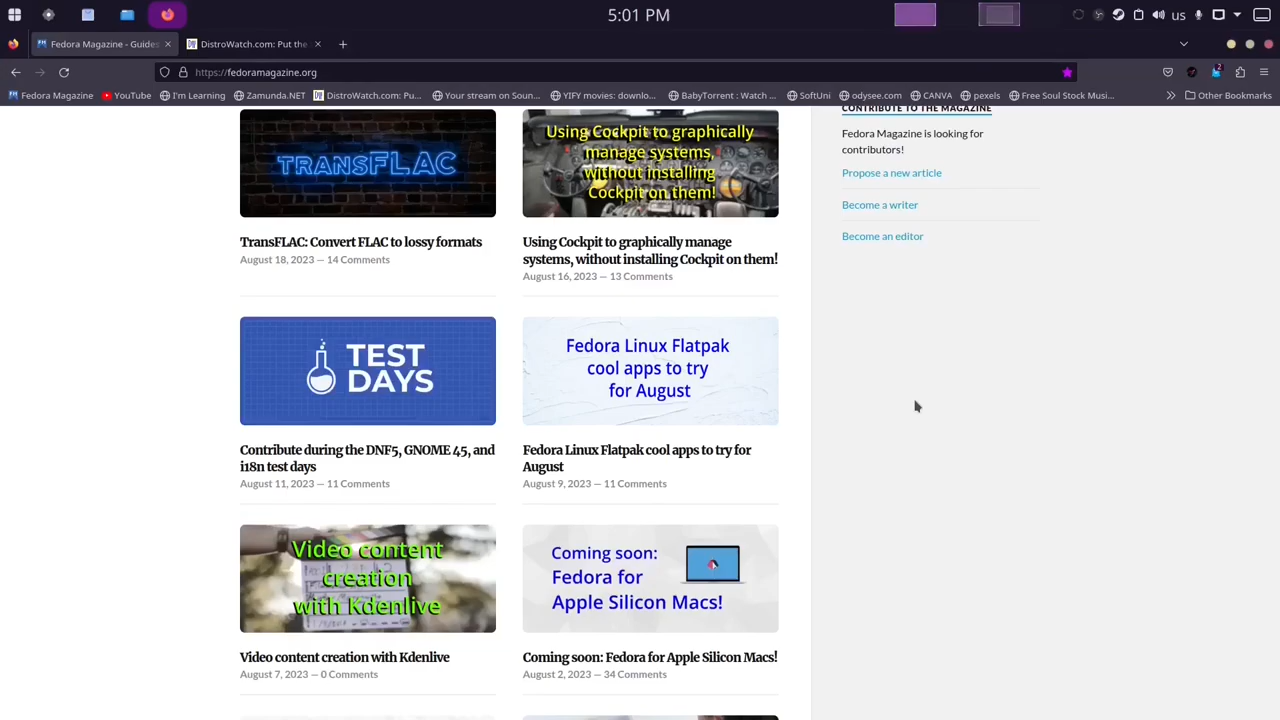 5:01 PM
us
Fedora Magazine - Guides
DistroWatch.com: Put the
https://fedoramagazine.org
2
Fedora Magazine
YouTube
I'm Learning
Zamunda.NET
DistroWatch.com: Pu...
Your stream on Soun...
YIFY movies: downlo...
BabyTorrent : Watch ...
SoftUni
odysee.com
CANVA
pexels
Free Soul Stock Musi...
Other Bookmarks
CONTRIBUTE TO THE MAGAZINE
Fedora Magazine is looking for
contributors!
Propose a new article
Become a writer
Become an editor
TRANSFLAC
TransFLAC: Convert FLAC to lossy formats
August 18, 2023 — 14 Comments
Using Cockpit to graphically
manage systems,
without installing
Cockpit on them!
Using Cockpit to graphically manage
systems, without installing Cockpit on them!
August 16, 2023 — 13 Comments
TEST
DAYS
Contribute during the DNF5, GNOME 45, and
i18n test days
August 11, 2023 — 11 Comments
Fedora Linux Flatpak
cool apps to try
for August
Fedora Linux Flatpak cool apps to try for
August
August 9, 2023 — 11 Comments
Video content
creation
with Kdenlive
Video content creation with Kdenlive
August 7, 2023 — 0 Comments
Coming soon:
Fedora for
Apple Silicon Macs!
Coming soon: Fedora for Apple Silicon Macs!
August 2, 2023 — 34 Comments